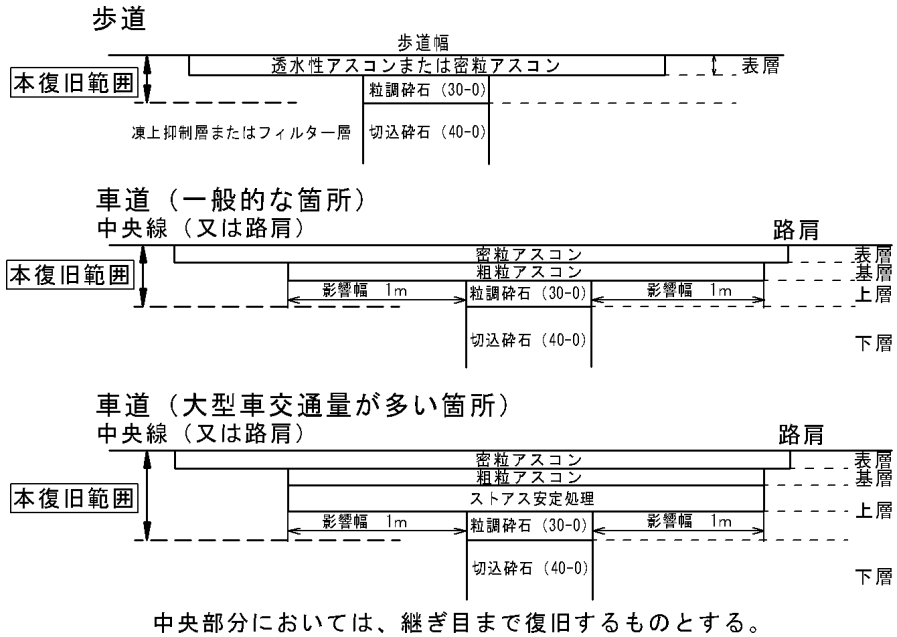 歩道
歩道幅
透水性アスコンまたは密粒アスコン
表層
本復旧範囲
粒調砕石 (30-0)
凍上抑制層またはフィルター層
切込砕石 (40-0)
車道 (一般的な箇所)
中央線 (又は路肩)
路肩
密粒アスコン
表層
本復旧範囲
粗粒アスコン
基層
影響幅 1m
粒調砕石 (30-0)
影響幅 1m
上層
切込砕石 (40-0)
下層
車道 (大型車交通量が多い箇所)
中央線 (又は路肩)
路肩
密粒アスコン
表層
粗粒アスコン
基層
本復旧範囲
ストアス安定処理
上層
影響幅 1m
粒調砕石 (30-0)
影響幅 1m
切込砕石 (40-0)
下層
中央部分においては、継ぎ目まで復旧するものとする。